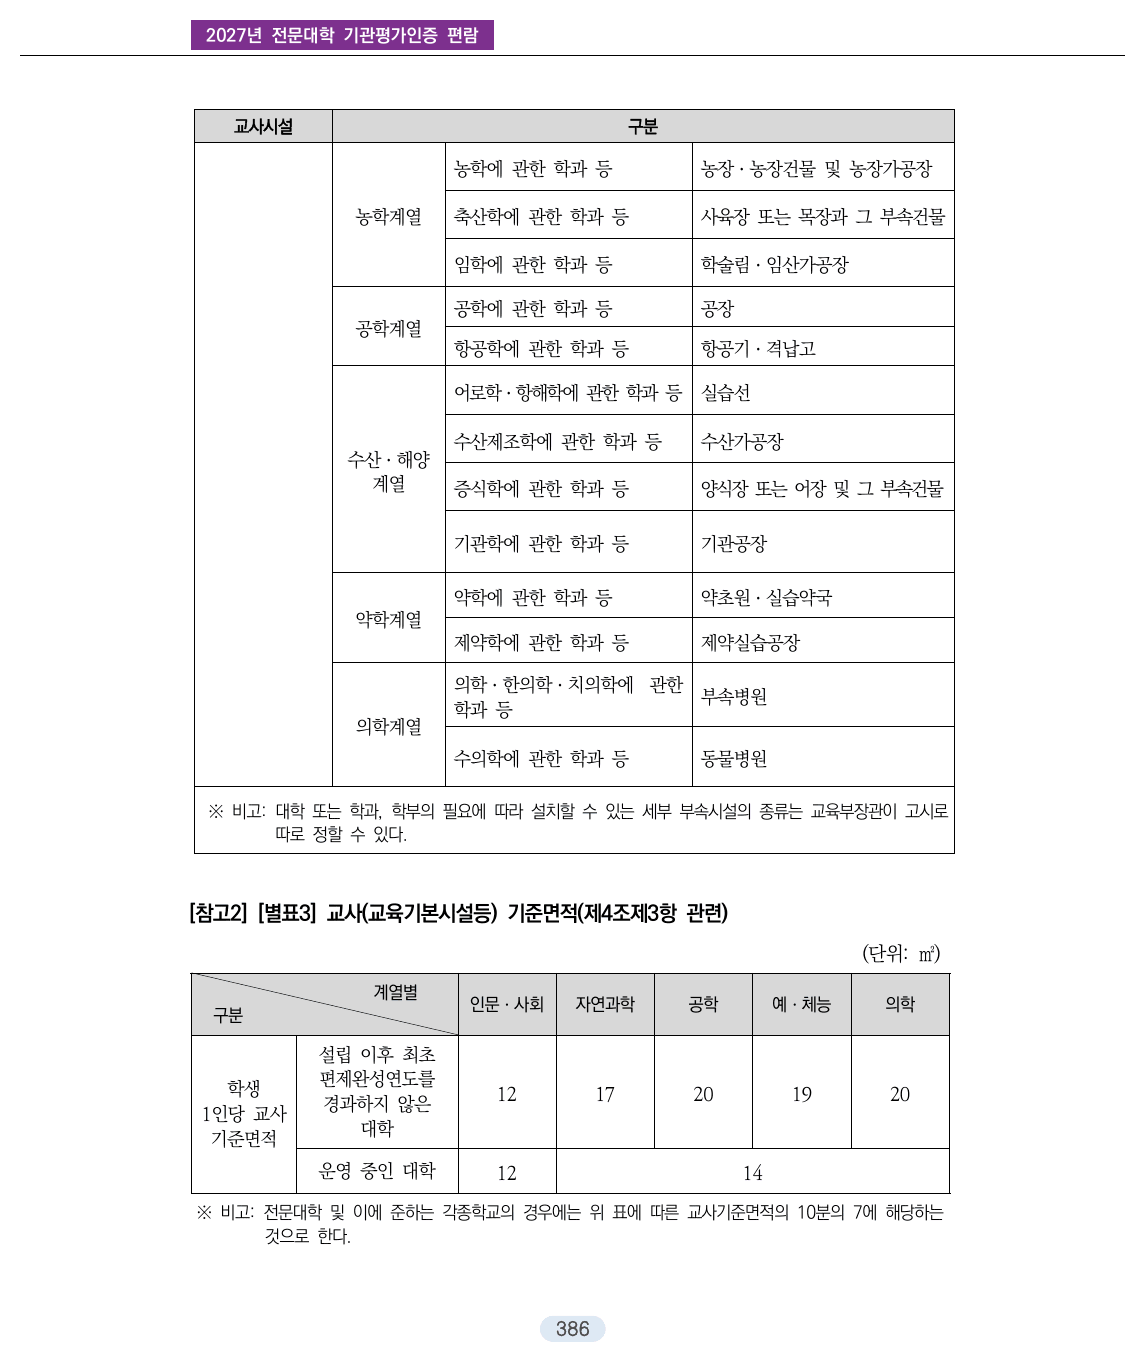 2027년 전문대학 기관평가인증 편람
교사시설 구분
농학계열
농학에 관한 학과 등 농장·농장건물 및 농장가공장
축산학에 관한 학과 등 사육장 또는 목장과 그 부속건물
임학에 관한 학과 등 학술림·임산가공장
공학계열
공학에 관한 학과 등 공장
항공학에 관한 학과 등 항공기·격납고
수산·해양
계열
어로학·항해학에 관한 학과 등 실습선
수산제조학에 관한 학과 등 수산가공장
증식학에 관한 학과 등 양식장 또는 어장 및 그 부속건물
기관학에 관한 학과 등 기관공장
약학계열
약학에 관한 학과 등 약초원·실습약국
제약학에 관한 학과 등 제약실습공장
의학계열
의학·한의학·치의학에 관한
학과 등
부속병원
수의학에 관한 학과 등 동물병원
※ 비고: 대학 또는 학과, 학부의 필요에 따라 설치할 수 있는 세부 부속시설의 종류는 교육부장관이 고시로
따로 정할 수 있다.
[참고2] [별표3] 교사(교육기본시설등) 기준면적(제4조제3항 관련)
(단위: ㎡)
계열별
구분
인문·사회 자연과학 공학 예·체능 의학
학생
1인당 교사
기준면적
설립 이후 최초
편제완성연도를
경과하지 않은
대학
12 17 20 19 20
운영 중인 대학 12 14
※ 비고: 전문대학 및 이에 준하는 각종학교의 경우에는 위 표에 따른 교사기준면적의 10분의 7에 해당하는
것으로 한다.
386